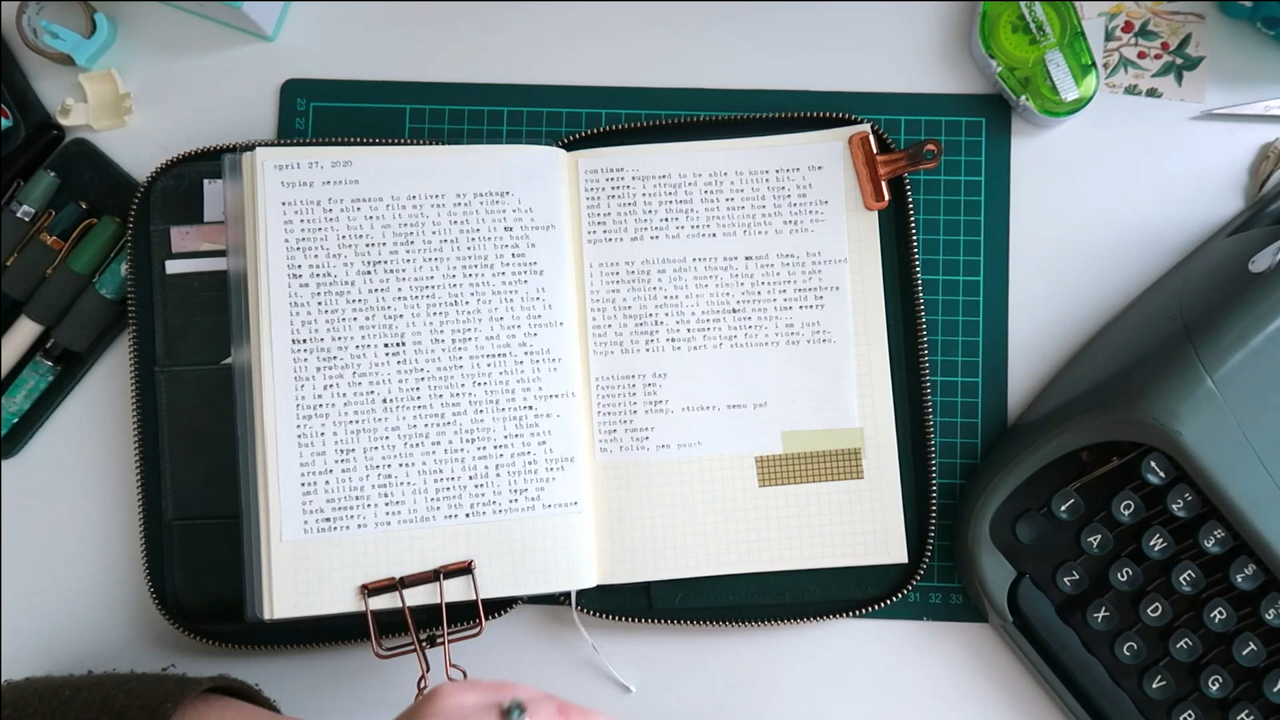 april 27, 2020
typing session
waiting for amazon to deliver my package.
i will be able to film my wax seal video. i
am excited to test it out, i do not know what
to expect. but i am ready to test it out on a
a penpal letter. i hope it will make it through
thepost, they were made to seal letters back
in tie day, but i am worried it will break in
the mail. my typewriter keeps moving in ton
the desk. i dont know if it is moving because
i am pushing it or because the keys are moving
it. perhaps i need a typewriter matt. maybe
that will keep it centered. but who knows, it
is a heavy machine, but portable for its time.
i put apiece of tape to keep track of it but it
it is still moving, it is probably due to due
the keys striking on the paper. i have trouble
keeping my eyes on the paper and on the
the tape. but i want this video to look ok.
ill probably just edit out the movement. would
that look funny.. maybe. maybe it will be better
if i get the matt or perhaps typing while it is
is in its case, i have trouble feeling which
fingers should strike the keys, typing on a
laptop is much different than typing on a typewrit
er. a typewriter is strong and deliberate,
while a laptop can be erased, the typing
but i still love typing on alaptop, i think
i can type pretty fast on a laptop, when matt
and i went to austin one time, we went to an
arcade and there was a typing zombie game, it
was a lot of fun. i think i did a good job typing
and killing zombies. i never did a typing test
or anything but i did pretty well. it brings
back memories when i learned how to type on
a computer, i was in the 9th grade, we had
blinders so you couldnt see the keyboard because
continue...
you were supposed to be able to know where the
keys were. i struggled only a little bit. i
was really excited to learn how to type, kat
and i used to pretend that we could type on
these math key things, not sure how to describe
them but they were for practicing math tables.
we would pretend we were hackinginto mega co-
mputers and we had codes and files to gain.
i miss my childhood every now and then, but
i love being an adult though. i love being married
i lovehaving a job, money, being able to make
my own choices, but the simple pleasures of
being a child was also nice, who else remembers
nap time in school...i think everyone would be
a lot happier with a scheduled nap time every
once in awhile. who doesnt love naps...
had to change the camera battery. i am just
trying to get enough footage for a video, per-
haps this will be part of stationery day video.
stationery day
favorite pen,
favorite ink
favorite paper
favorite stamp, sticker, memo pad
printer
tape runner
washi tape
tn, folio, pen pouch
23
22
31 32 33
Q
2
A
W
#3
Z
S
E
X
D
R
C
F
T
V
G
B